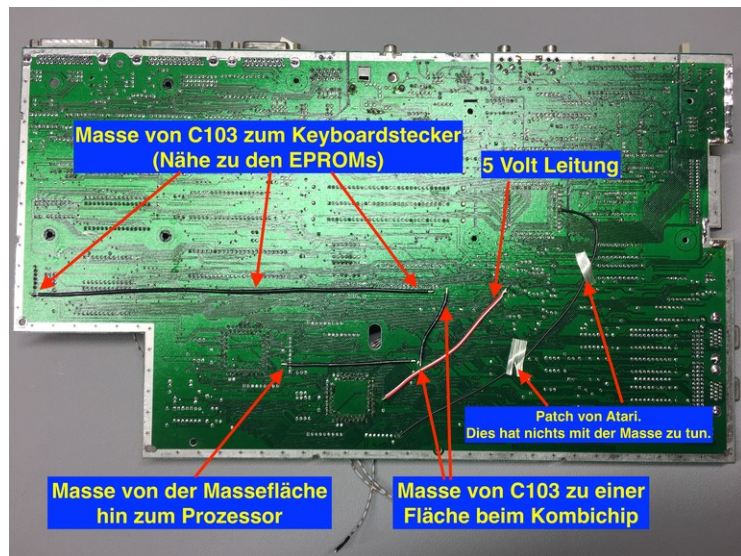 Masse von C103 zum Keyboardstecker
(Nähe zu den EPROMs)
5 Volt Leitung
Patch von Atari.
Dies hat nichts mit der Masse zu tun.
Masse von der Massefläche
hin zum Prozessor
Masse von C103 zu einer
Fläche beim Kombichip